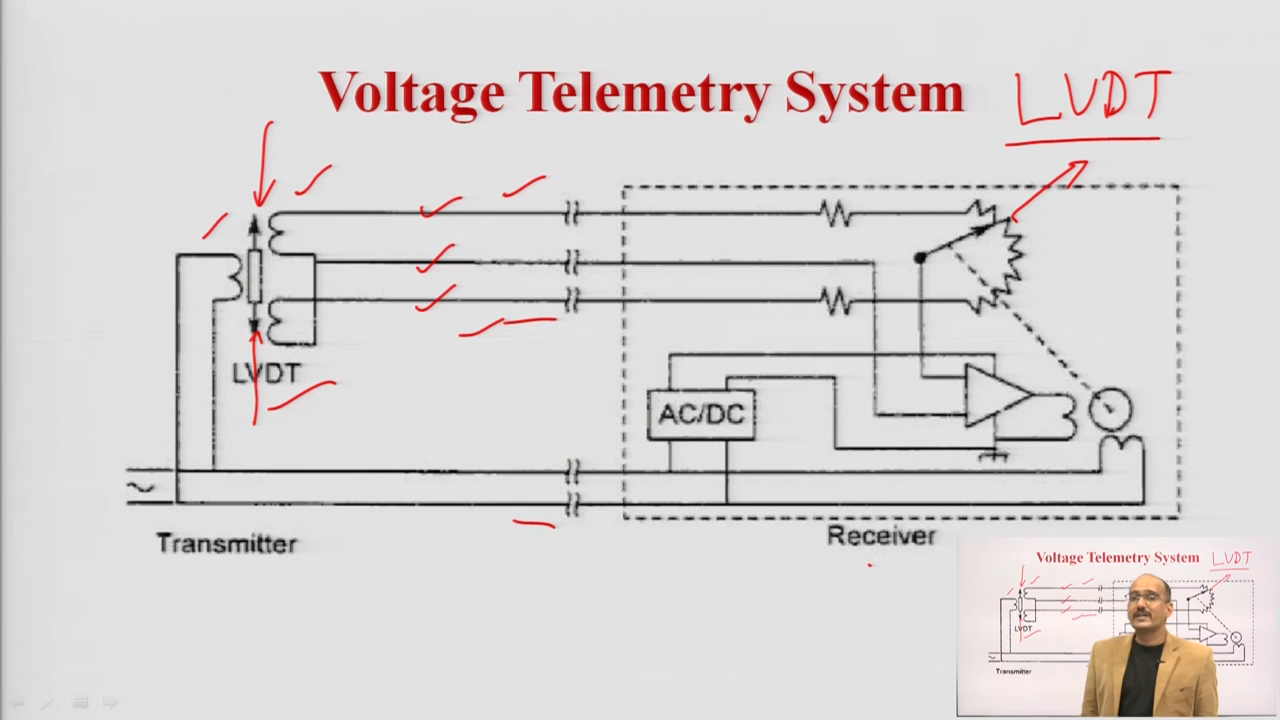 Voltage Telemetry System LVDT
LVDT
AC/DC
Transmitter
Receiver
Voltage Telemetry System LVDT
LVDT
Transmitter